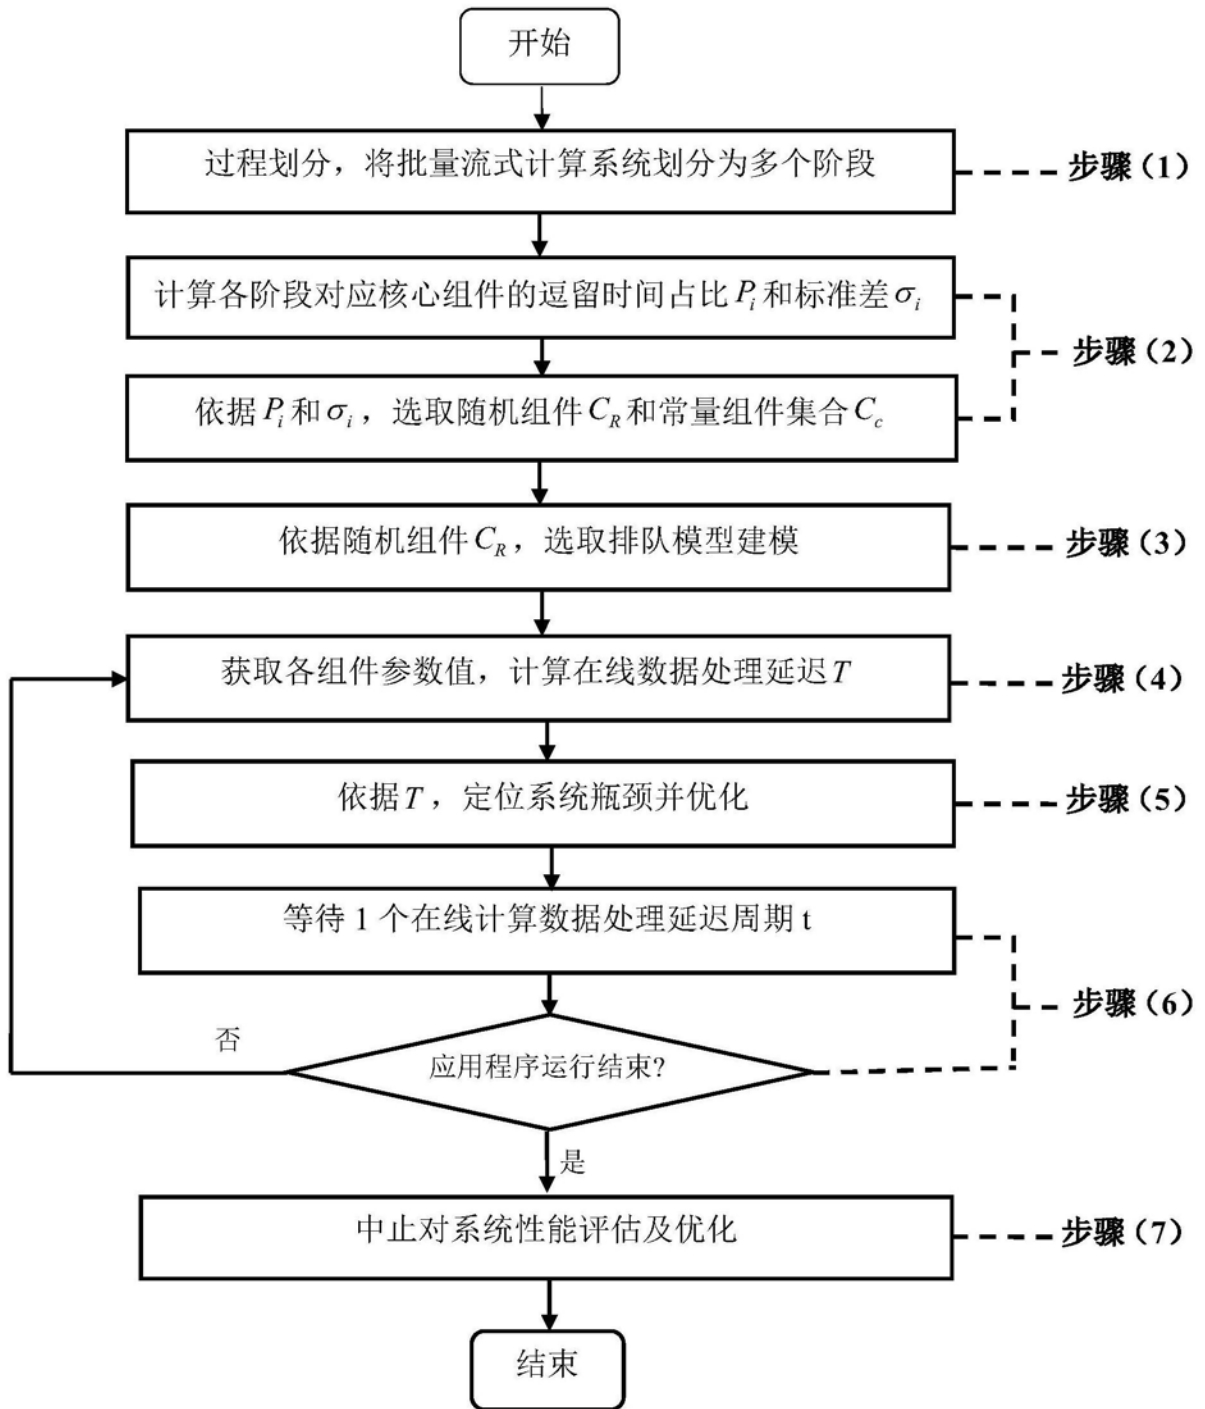 开始
过程划分，将批量流式计算系统划分为多个阶段
步骤（1）
计算各阶段对应核心组件的逗留时间占比 P_i 和标准差 σ_i
步骤（2）
依据 P_i 和 σ_i，选取随机组件 C_R 和常量组件集合 C_c
依据随机组件 C_R，选取排队模型建模
步骤（3）
获取各组件参数值，计算在线数据处理延迟 T
步骤（4）
依据 T，定位系统瓶颈并优化
步骤（5）
等待 1 个在线计算数据处理延迟周期 t
步骤（6）
否
应用程序运行结束?
是
中止对系统性能评估及优化
步骤（7）
结束